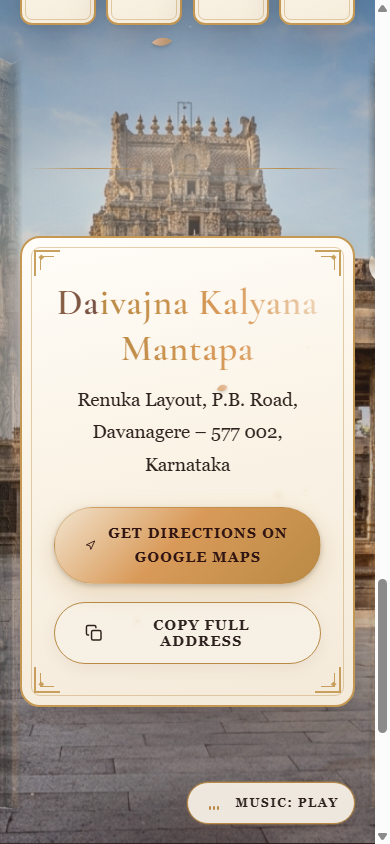 Daivajna Kalyana
Mantapa
Renuka Layout, P.B. Road,
Davanagere – 577 002,
Karnataka
GET DIRECTIONS ON
GOOGLE MAPS
COPY FULL
ADDRESS
MUSIC: PLAY